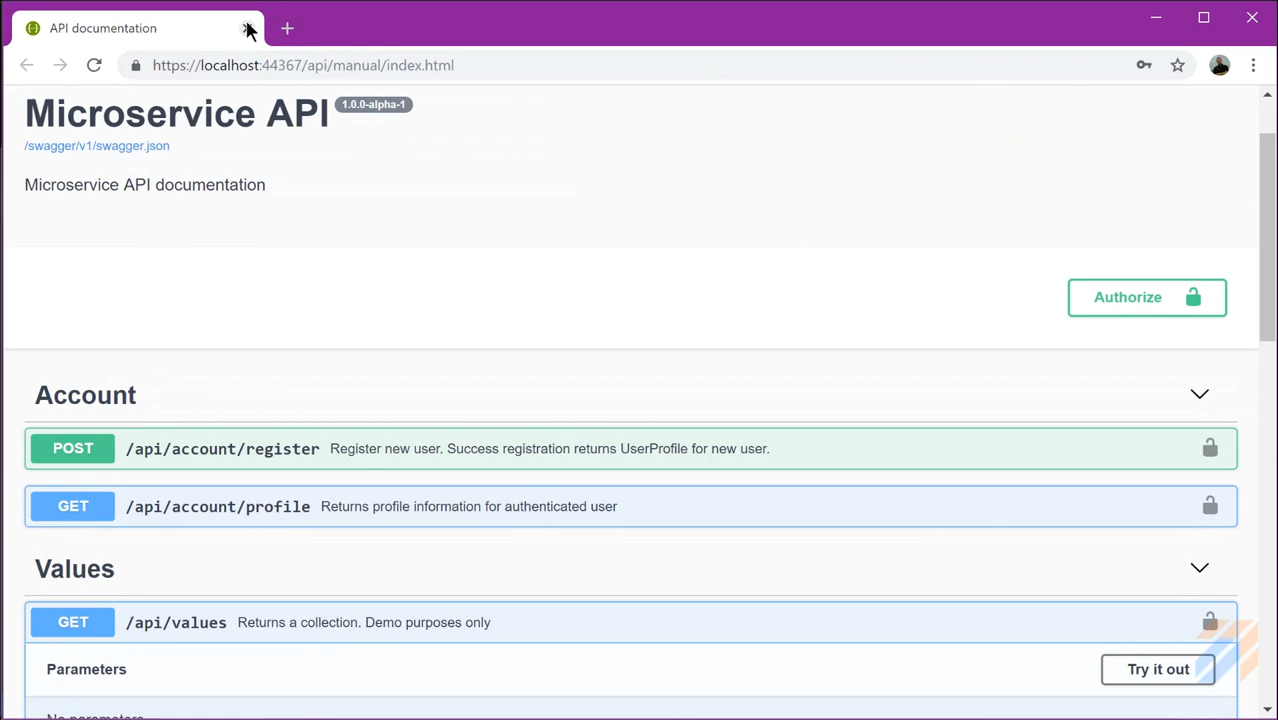 API documentation
https://localhost:44367/api/manual/index.html
Microservice API 1.0.0-alpha-1
/swagger/v1/swagger.json
Microservice API documentation
Authorize
Account
POST /api/account/register Register new user. Success registration returns UserProfile for new user.
GET /api/account/profile Returns profile information for authenticated user
Values
GET /api/values Returns a collection. Demo purposes only
Parameters Try it out
No parameters